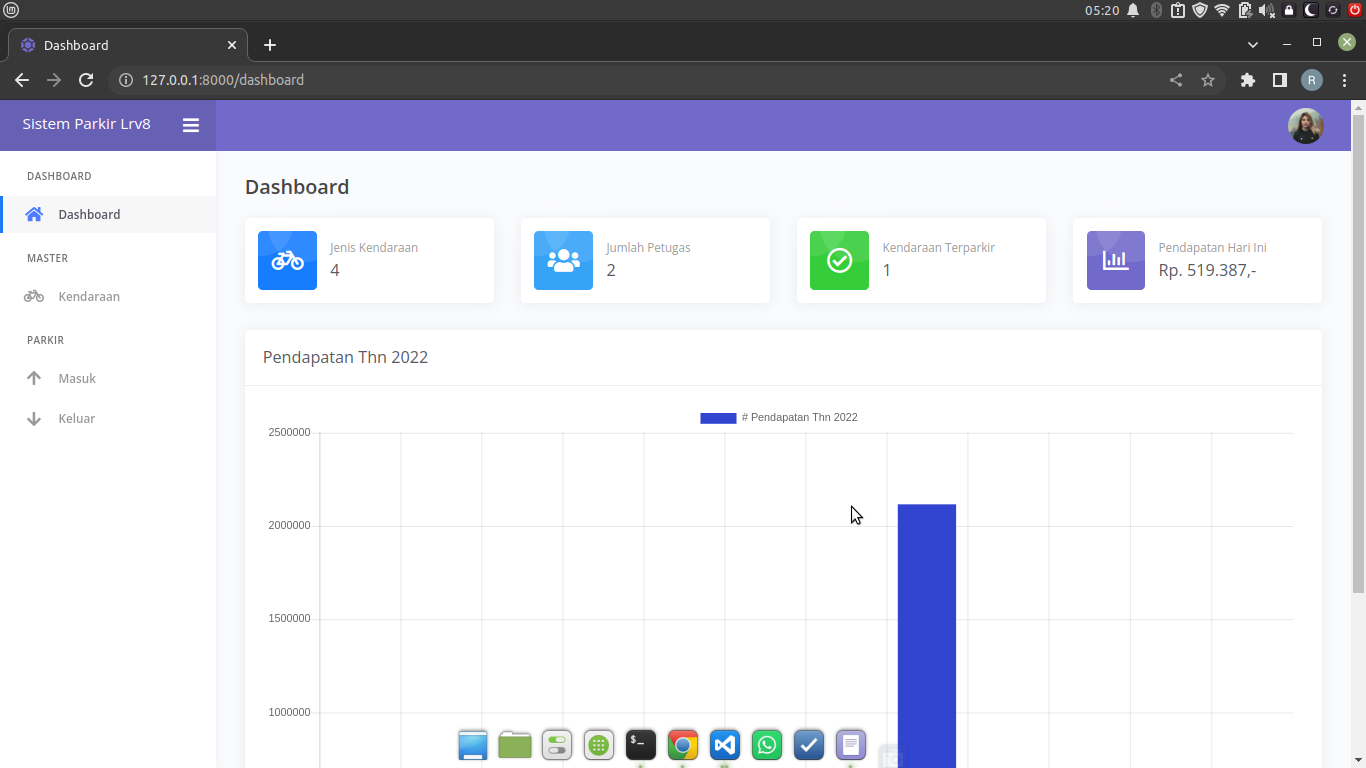 05:20
Dashboard
127.0.0.1:8000/dashboard
R
Sistem Parkir Lrv8
DASHBOARD
Dashboard
MASTER
Kendaraan
PARKIR
Masuk
Keluar
Dashboard
Jenis Kendaraan
4
Jumlah Petugas
2
Kendaraan Terparkir
1
Pendapatan Hari Ini
Rp. 519.387,-
Pendapatan Thn 2022
# Pendapatan Thn 2022
2500000
2000000
1500000
1000000
$_